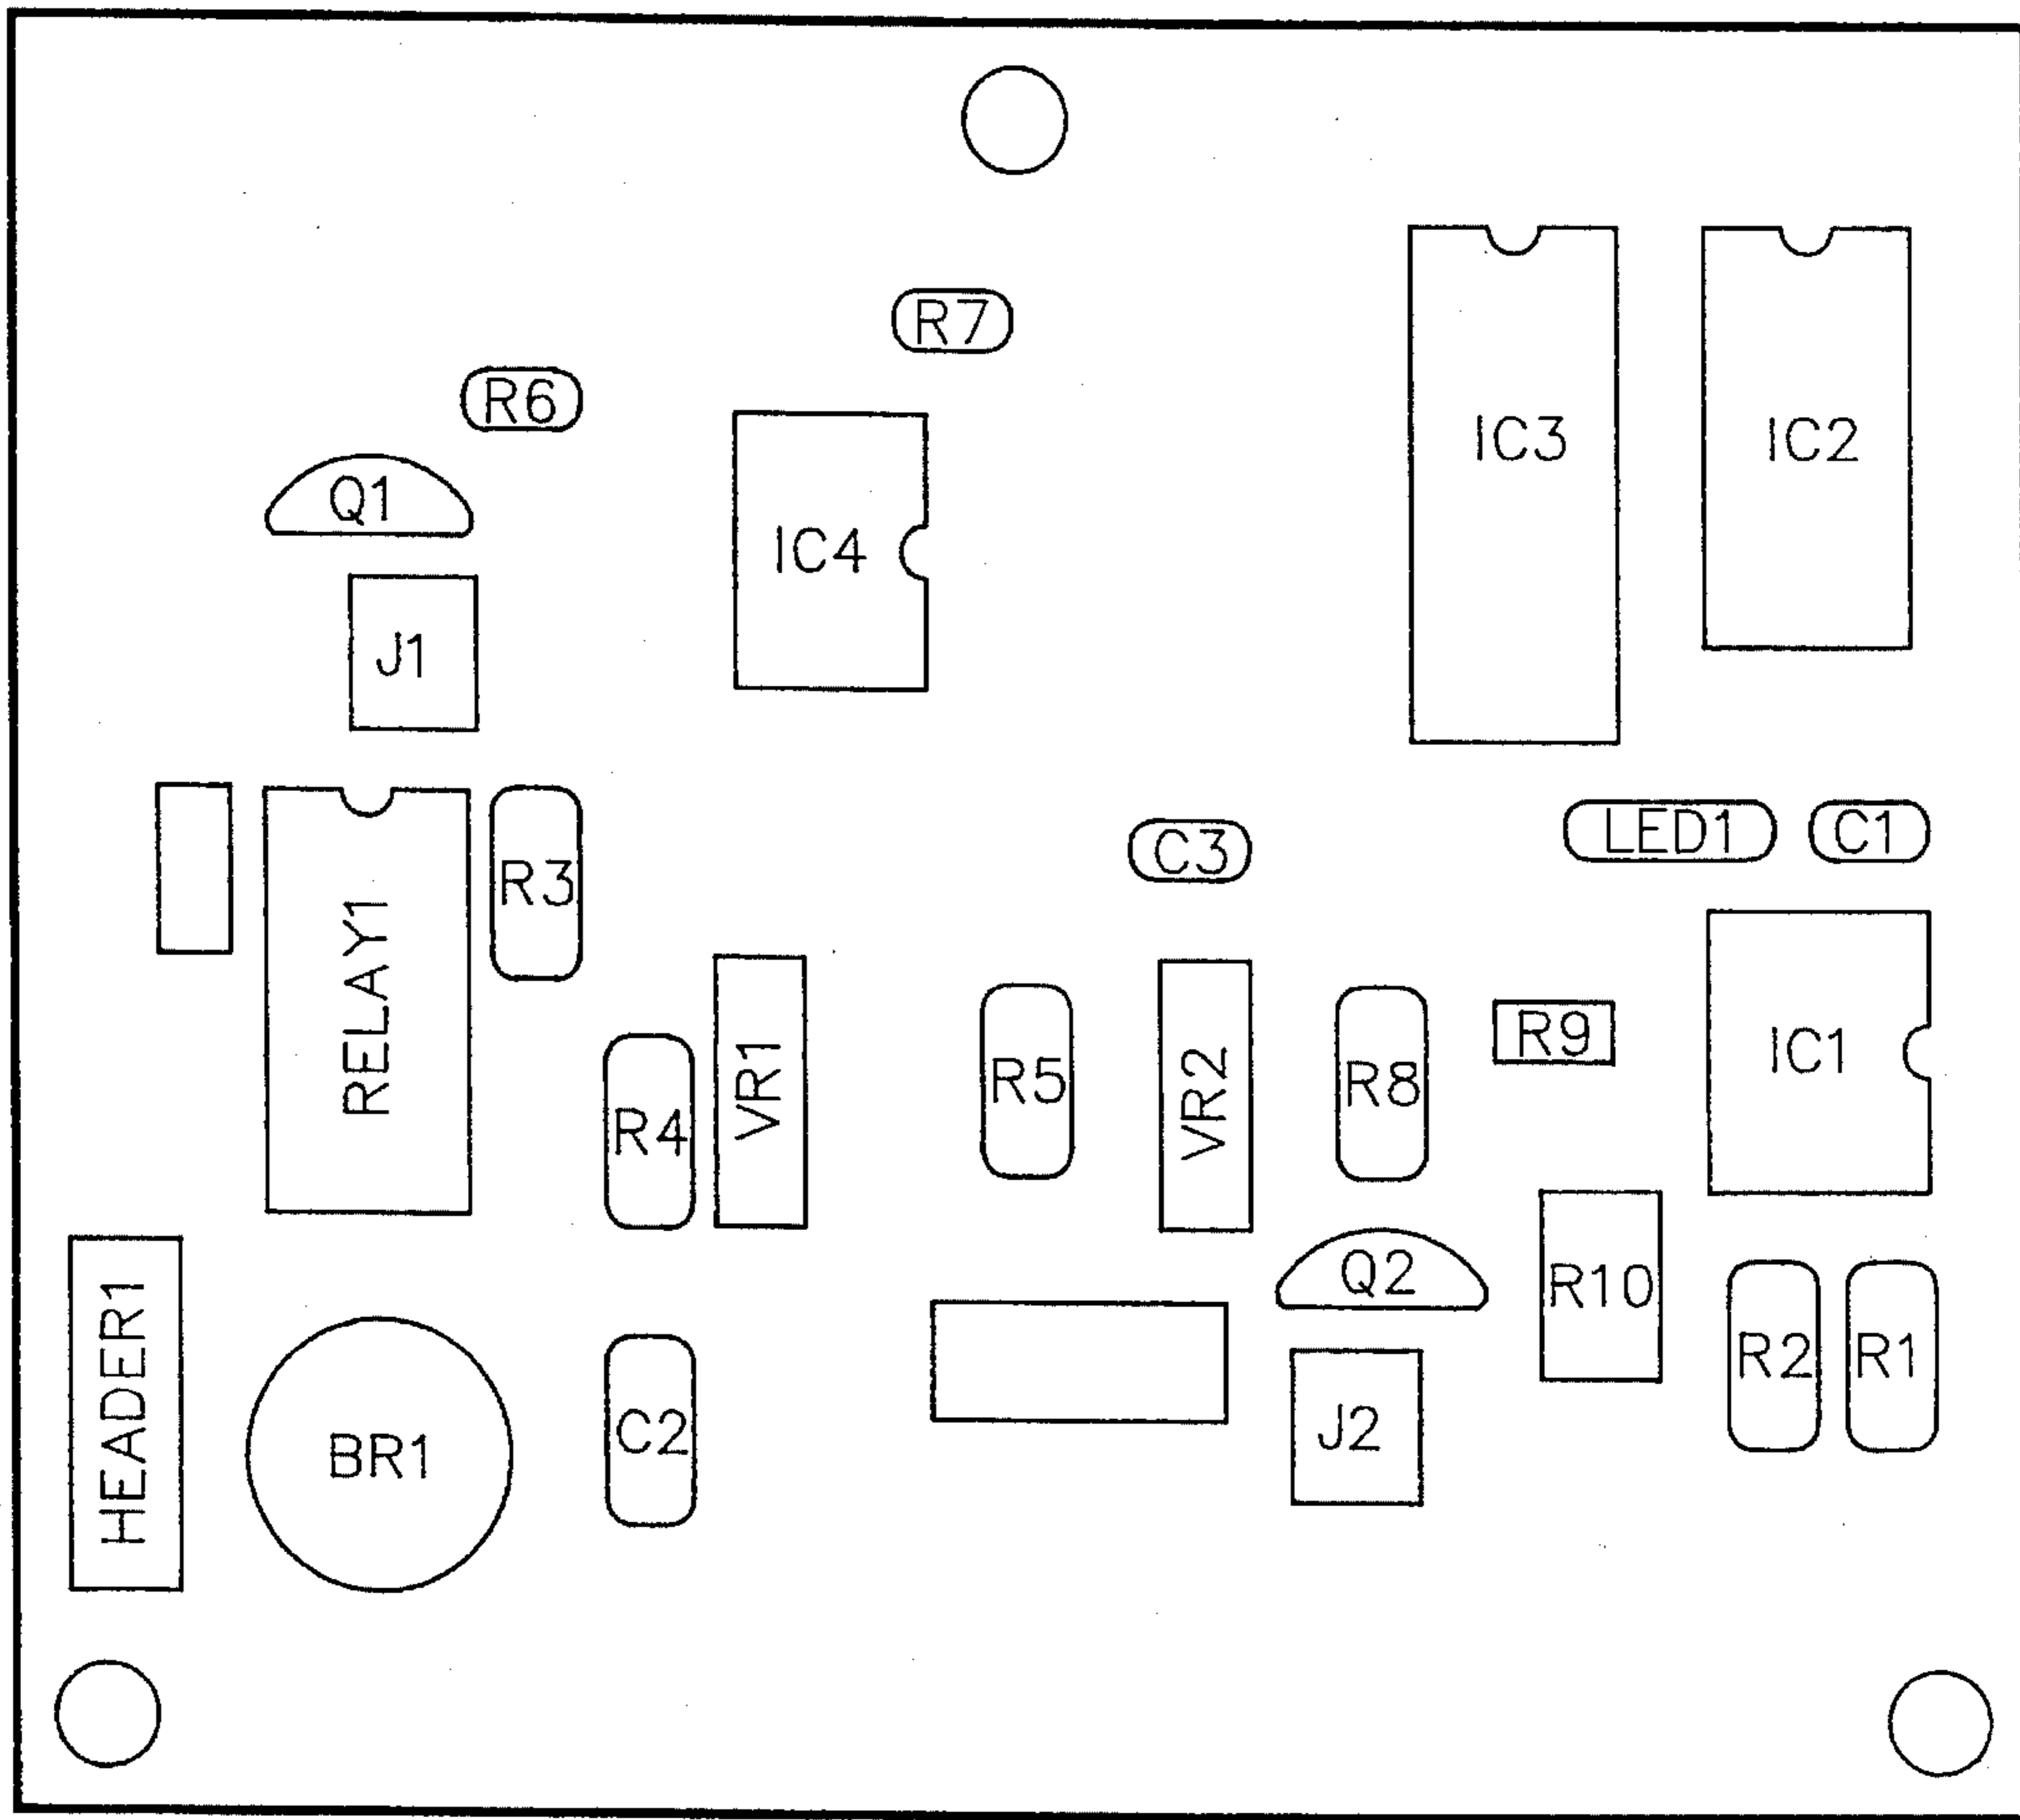 R7
R6
IC3
IC2
Q1
IC4
J1
LED1
C1
C3
R3
RELAY1
R9
IC1
R5
R8
VR1
VR2
R4
Q2
R10
HEADER1
R2
R1
C2
J2
BR1